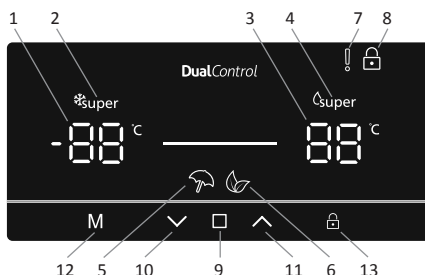 1 2 3 4 7 8
DualControl
super super
-88 °C 88 °C
M
12 5 10 9 11 6 13